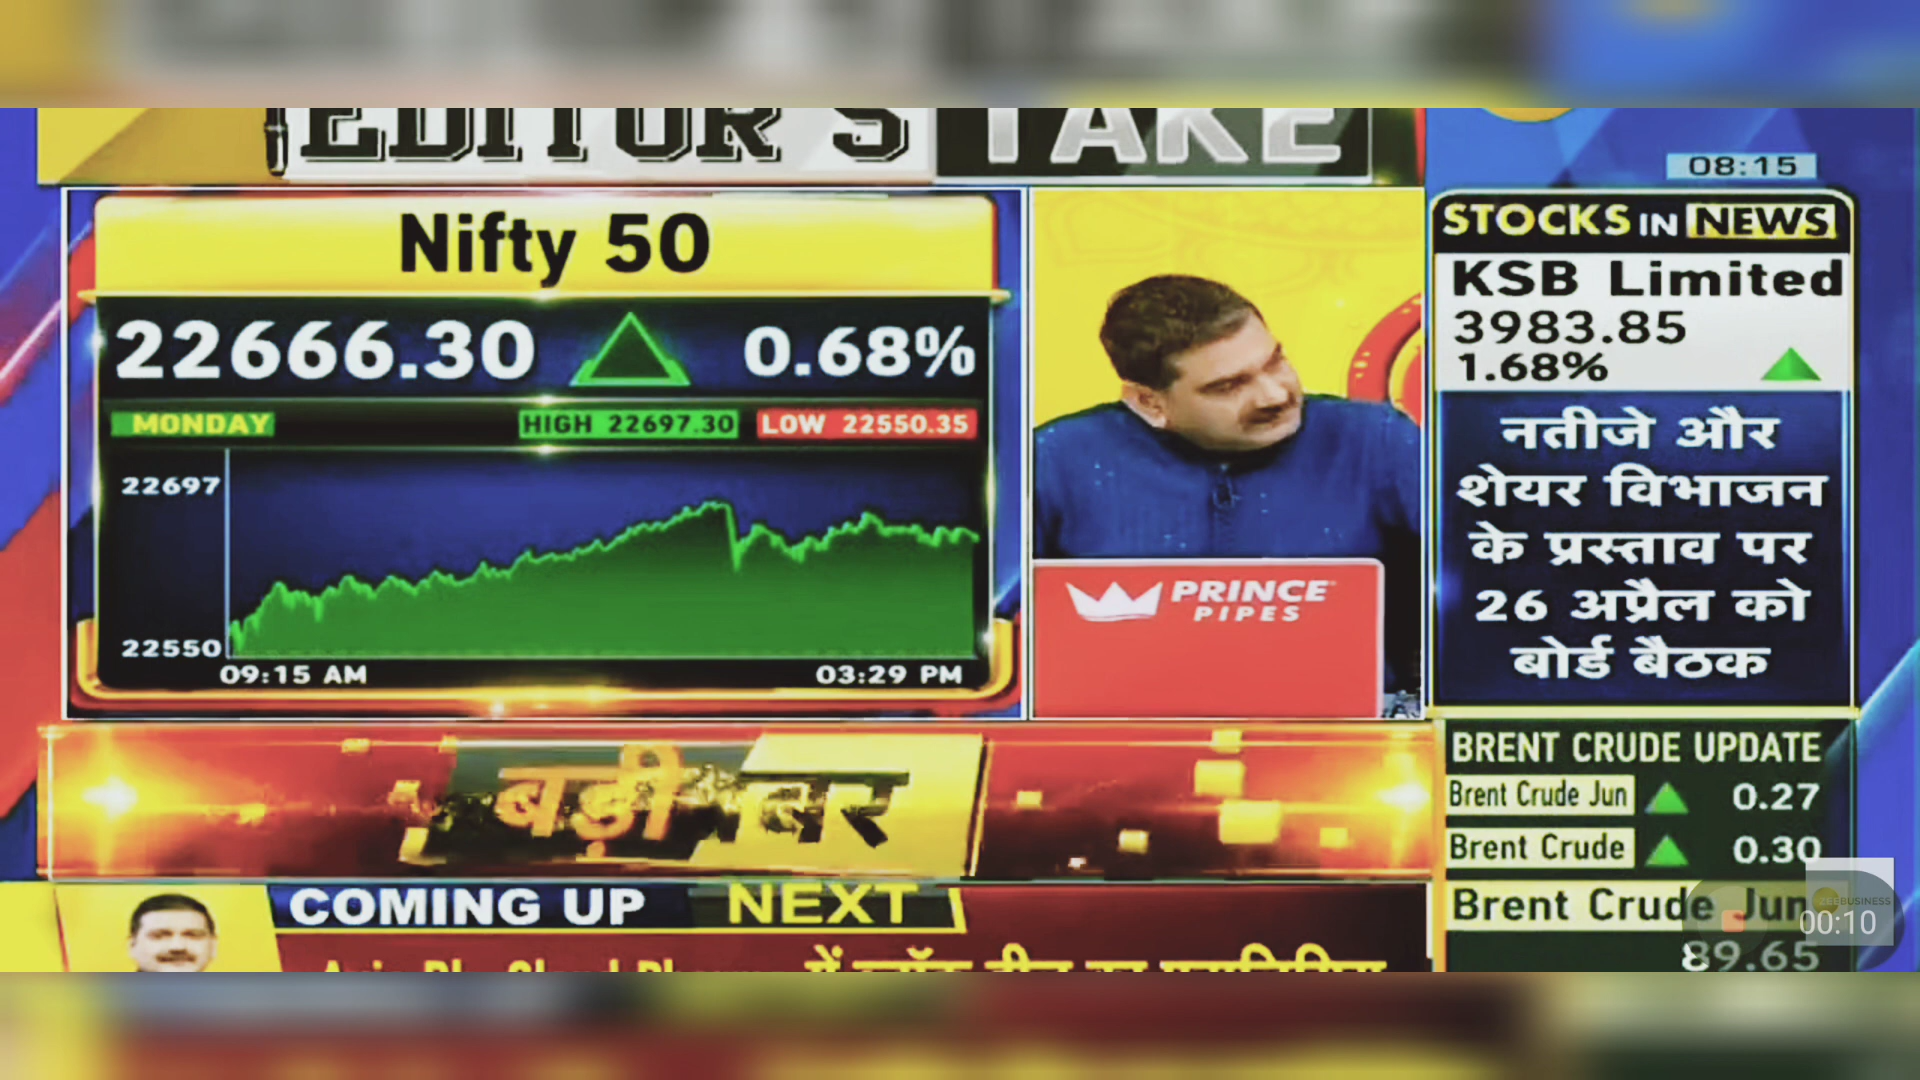 EDITOR'S TAKE
08:15
Nifty 50
22666.30 0.68%
MONDAY HIGH 22697.30 LOW 22550.35
22697
22550
09:15 AM 03:29 PM
PRINCE
PIPES
STOCKS IN NEWS
KSB Limited
3983.85
1.68%
नतीजे और
शेयर विभाजन
के प्रस्ताव पर
26 अप्रैल को
बोर्ड बैठक
BRENT CRUDE UPDATE
Brent Crude Jun 0.27
Brent Crude 0.30
Brent Crude Jun
89.65
ZEEBUSINESS
00:10
बड़ी
COMING UP NEXT